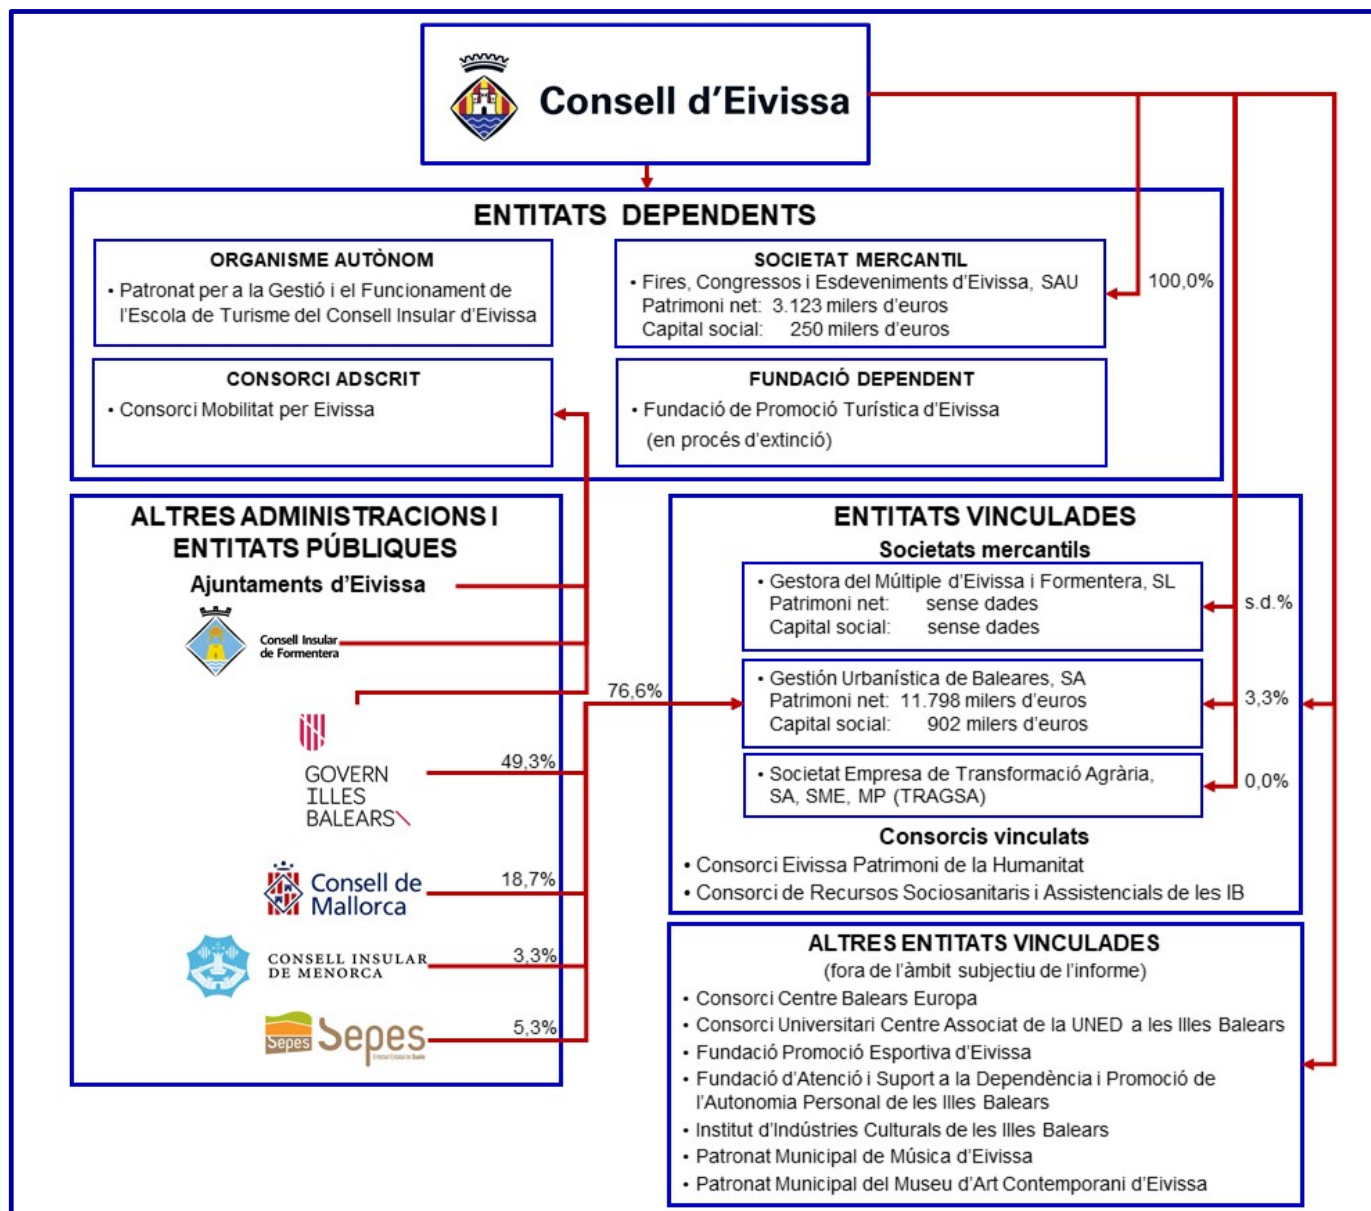 Consell d'Eivissa
ENTITATS DEPENDENTS
ORGANISME AUTÒNOM
• Patronat per a la Gestió i el Funcionament de
l'Escola de Turisme del Consell Insular d'Eivissa
SOCIETAT MERCANTIL
• Fires, Congressos i Esdeveniments d'Eivissa, SAU
Patrimoni net: 3.123 milers d'euros
Capital social: 250 milers d'euros
100,0%
CONSORCI ADSCRIT
• Consorci Mobilitat per Eivissa
FUNDACIÓ DEPENDENT
• Fundació de Promoció Turística d'Eivissa
(en procés d'extinció)
ALTRES ADMINISTRACIONS I
ENTITATS PÚBLIQUES
Ajuntaments d'Eivissa
Consell Insular
de Formentera
GOVERN
ILLES
BALEARS
49,3%
Consell de
Mallorca
18,7%
CONSELL INSULAR
DE MENORCA
3,3%
Sepes
Sepes
Entidad Estatal de Suelo
5,3%
76,6%
ENTITATS VINCULADES
Societats mercantils
• Gestora del Múltiple d'Eivissa i Formentera, SL
Patrimoni net: sense dades
Capital social: sense dades
s.d.%
• Gestión Urbanística de Baleares, SA
Patrimoni net: 11.798 milers d'euros
Capital social: 902 milers d'euros
3,3%
• Societat Empresa de Transformació Agrària,
SA, SME, MP (TRAGSA)
0,0%
Consorcis vinculats
• Consorci Eivissa Patrimoni de la Humanitat
• Consorci de Recursos Sociosanitaris i Assistencials de les IB
ALTRES ENTITATS VINCULADES
(fora de l'àmbit subjectiu de l'informe)
• Consorci Centre Balears Europa
• Consorci Universitari Centre Associat de la UNED a les Illes Balears
• Fundació Promoció Esportiva d'Eivissa
• Fundació d'Atenció i Suport a la Dependència i Promoció de
l'Autonomia Personal de les Illes Balears
• Institut d'Indústries Culturals de les Illes Balears
• Patronat Municipal de Música d'Eivissa
• Patronat Municipal del Museu d'Art Contemporani d'Eivissa